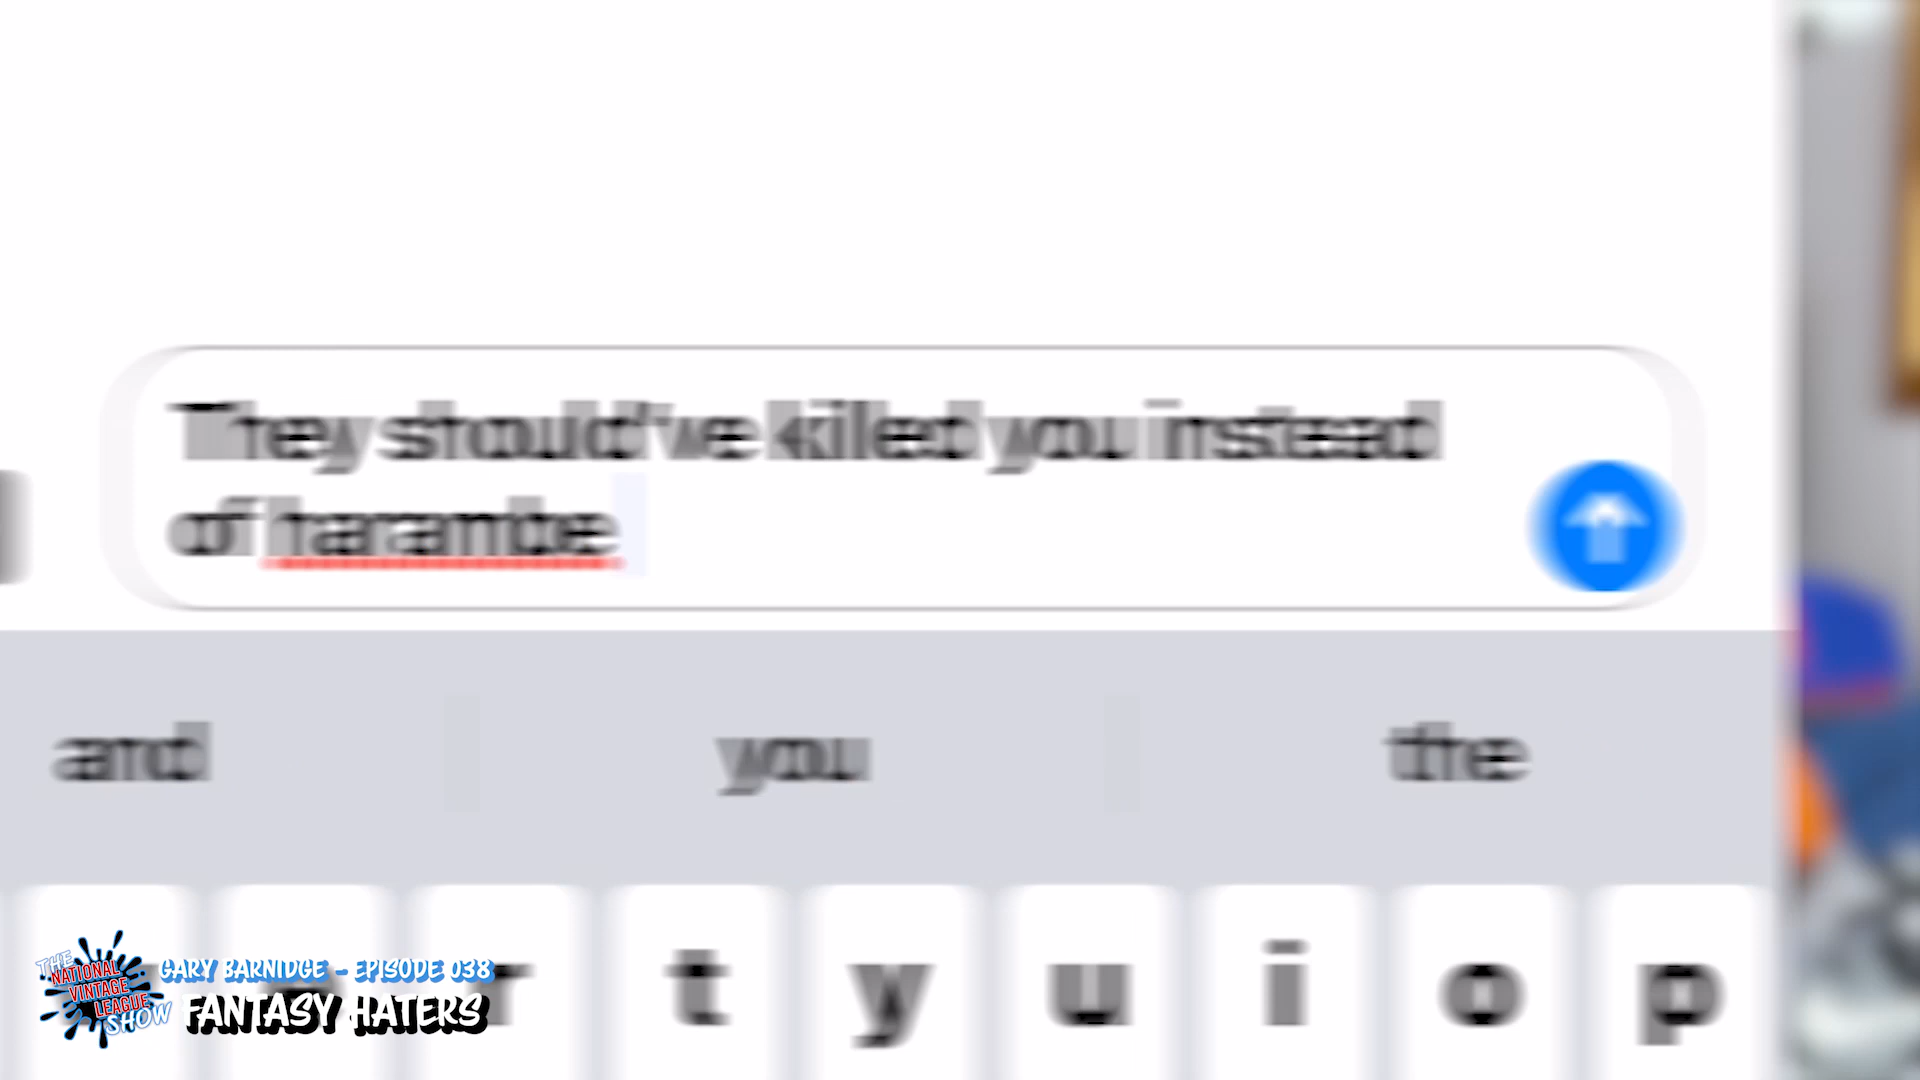 They should've killed you instead
of harambe
and you the
r t y u i o p
THE
NATIONAL
VINTAGE
LEAGUE
SHOW
GARY BARNIDGE - EPISODE 038
FANTASY HATERS